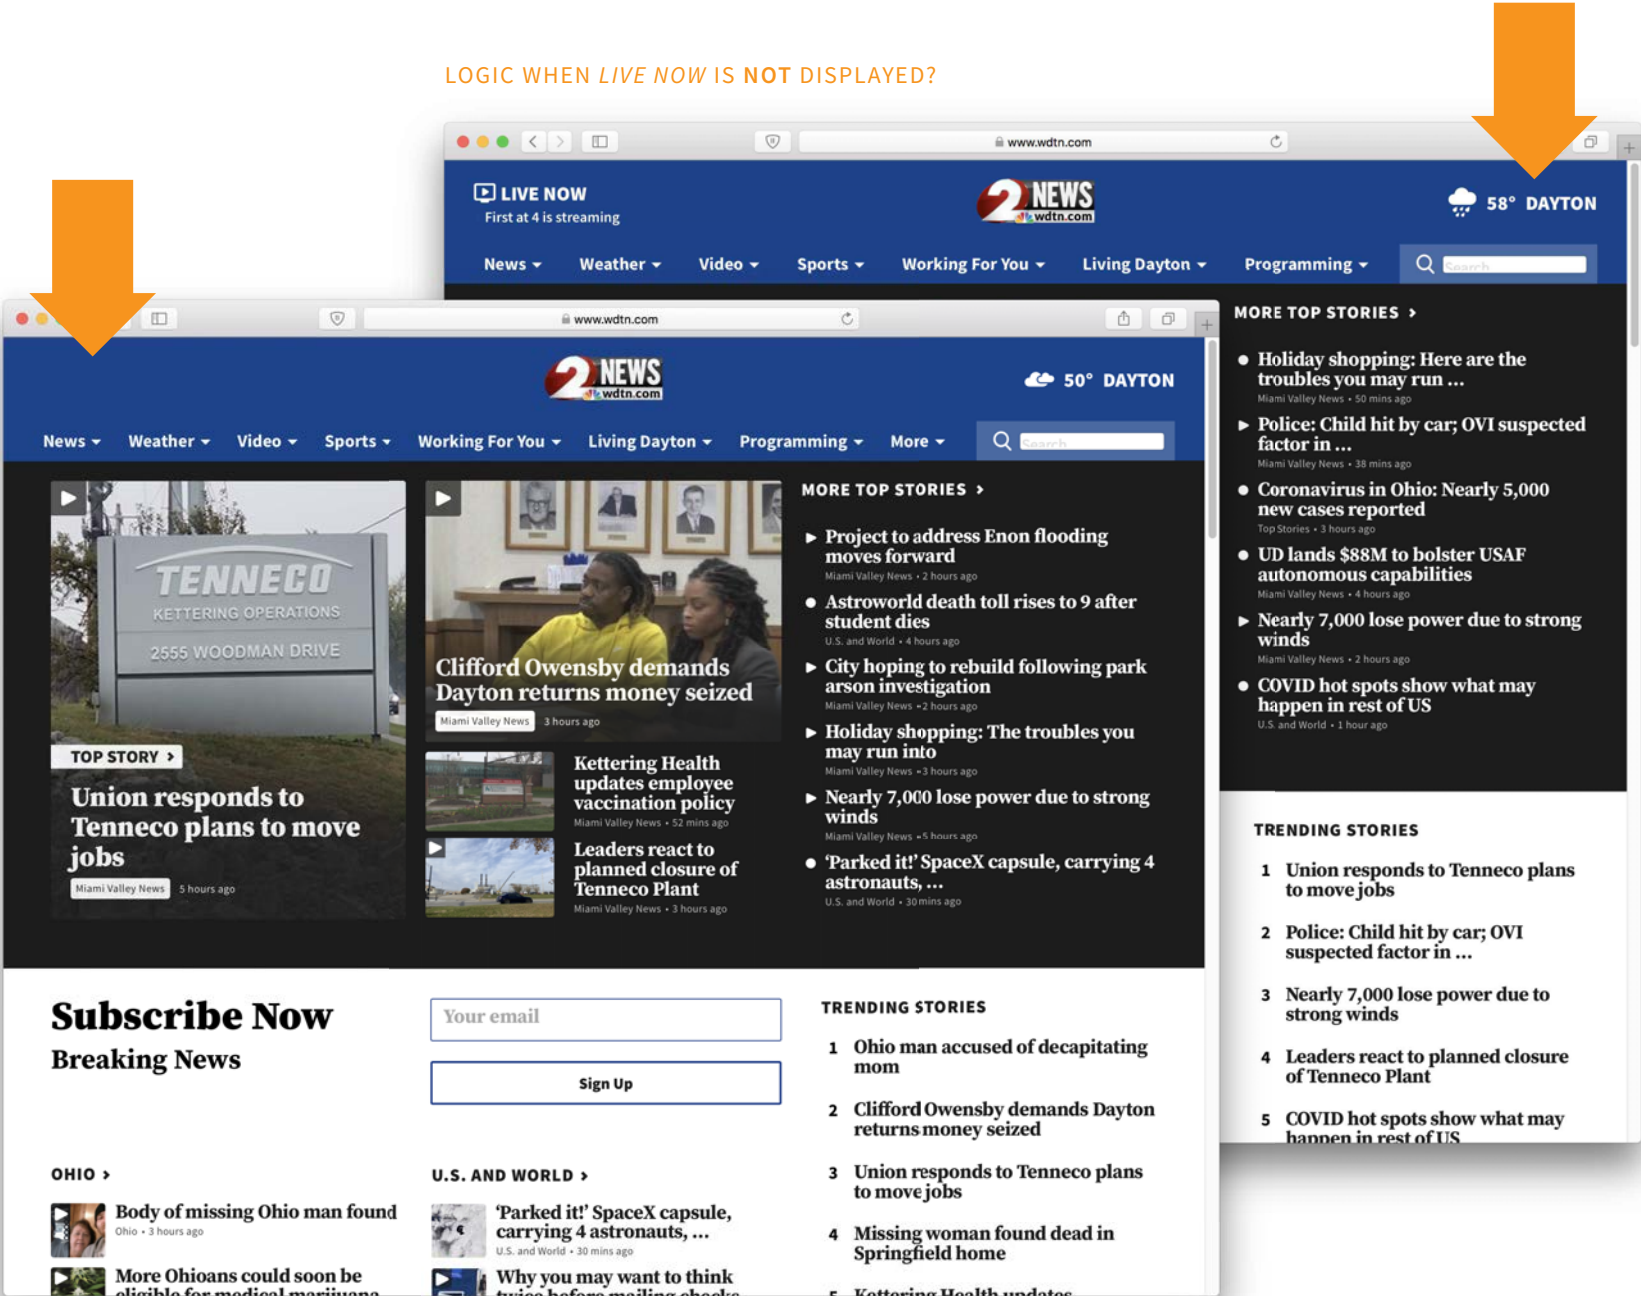 LOGIC WHEN LIVE NOW IS NOT DISPLAYED?
www.wdtn.com
LIVE NOW
First at 4 is streaming
2 NEWS
wdtn.com
58° DAYTON
News
Weather
Video
Sports
Working For You
Living Dayton
Programming
Search
MORE TOP STORIES
Holiday shopping: Here are the
troubles you may run ...
Miami Valley News • 50 mins ago
Police: Child hit by car; OVI suspected
factor in ...
Miami Valley News • 38 mins ago
Coronavirus in Ohio: Nearly 5,000
new cases reported
Top Stories • 3 hours ago
UD lands $88M to bolster USAF
autonomous capabilities
Miami Valley News • 4 hours ago
Nearly 7,000 lose power due to strong
winds
Miami Valley News • 2 hours ago
COVID hot spots show what may
happen in rest of US
U.S. and World • 1 hour ago
TRENDING STORIES
1 Union responds to Tenneco plans
to move jobs
2 Police: Child hit by car; OVI
suspected factor in ...
3 Nearly 7,000 lose power due to
strong winds
4 Leaders react to planned closure
of Tenneco Plant
5 COVID hot spots show what may
happen in rest of US
www.wdtn.com
2 NEWS
wdtn.com
50° DAYTON
News
Weather
Video
Sports
Working For You
Living Dayton
Programming
More
Search
TENNECO
KETTERING OPERATIONS
2555 WOODMAN DRIVE
TOP STORY
Union responds to
Tenneco plans to move
jobs
Miami Valley News 5 hours ago
Clifford Owensby demands
Dayton returns money seized
Miami Valley News 3 hours ago
Kettering Health
updates employee
vaccination policy
Miami Valley News • 52 mins ago
Leaders react to
planned closure of
Tenneco Plant
Miami Valley News • 3 hours ago
MORE TOP STORIES
Project to address Enon flooding
moves forward
Miami Valley News • 2 hours ago
Astroworld death toll rises to 9 after
student dies
U.S. and World • 4 hours ago
City hoping to rebuild following park
arson investigation
Miami Valley News • 2 hours ago
Holiday shopping: The troubles you
may run into
Miami Valley News • 3 hours ago
Nearly 7,000 lose power due to strong
winds
Miami Valley News • 5 hours ago
‘Parked it!’ SpaceX capsule, carrying 4
astronauts, ...
U.S. and World • 30 mins ago
Subscribe Now
Breaking News
Your email
Sign Up
TRENDING STORIES
1 Ohio man accused of decapitating
mom
2 Clifford Owensby demands Dayton
returns money seized
3 Union responds to Tenneco plans
to move jobs
4 Missing woman found dead in
Springfield home
5 Kettering Health updates
OHIO
Body of missing Ohio man found
Ohio • 3 hours ago
More Ohioans could soon be
eligible for medical marijuana
U.S. AND WORLD
‘Parked it!’ SpaceX capsule,
carrying 4 astronauts, ...
U.S. and World • 30 mins ago
Why you may want to think
twice before mailing checks